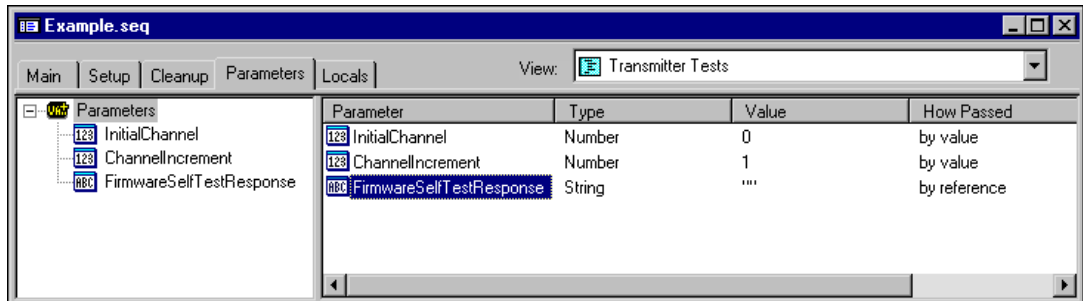 Example.seq
Main Setup Cleanup Parameters Locals View: Transmitter Tests
Parameters
InitialChannel
ChannelIncrement
FirmwareSelfTestResponse
Parameter Type Value How Passed
InitialChannel Number 0 by value
ChannelIncrement Number 1 by value
FirmwareSelfTestResponse String "" by reference